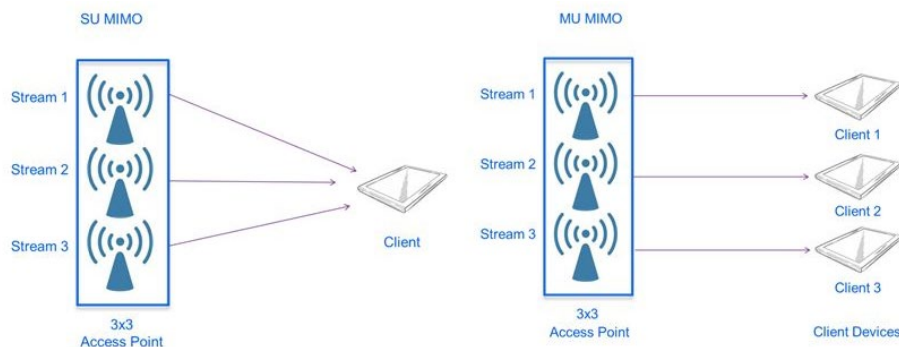 SU MIMO
Stream 1
Stream 2
Stream 3
Client
3x3
Access Point
MU MIMO
Stream 1
Stream 2
Stream 3
Client 1
Client 2
Client 3
3x3
Access Point
Client Devices